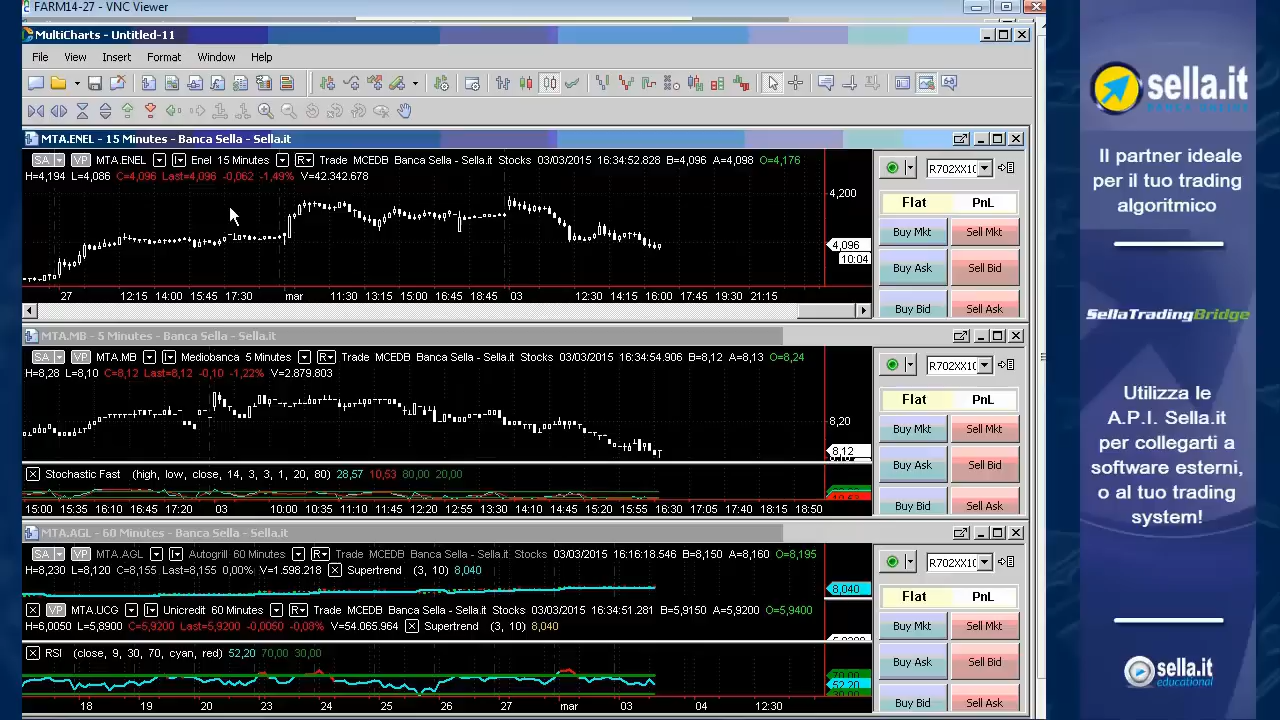 FARM14-27 - VNC Viewer
MultiCharts - Untitled-11
File View Insert Format Window Help
MTA.ENEL - 15 Minutes - Banca Sella - Sella.it
SA VP MTA.ENEL Enel 15 Minutes R Trade MCEDB Banca Sella - Sella.it Stocks 03/03/2015 16:34:52.828 B=4,096 A=4,098 O=4,176
H=4,194 L=4,086 C=4,096 Last=4,096 -0,062 -1,49% V=42.342.678
4,200
4,096
10:04
27 12:15 14:00 15:45 17:30 mar 11:30 13:15 15:00 16:45 18:45 03 12:30 14:15 16:00 17:45 19:30 21:15
R702XX10
Flat PnL
Buy Mkt Sell Mkt
Buy Ask Sell Bid
Buy Bid Sell Ask
MTA.MB - 5 Minutes - Banca Sella - Sella.it
SA VP MTA.MB Mediobanca 5 Minutes R Trade MCEDB Banca Sella - Sella.it Stocks 03/03/2015 16:34:54.906 B=8,12 A=8,13 O=8,24
H=8,28 L=8,10 C=8,12 Last=8,12 -0,10 -1,22% V=2.879.803
8,20
8,12
Stochastic Fast (high, low, close, 14, 3, 3, 1, 20, 80) 28,57 10,53 80,00 20,00
10,53
15:00 15:35 16:10 16:45 17:20 03 10:00 10:35 11:10 11:45 12:20 12:55 13:30 14:10 14:45 15:20 15:55 16:30 17:05 17:40 18:15 18:50
R702XX10
Flat PnL
Buy Mkt Sell Mkt
Buy Ask Sell Bid
Buy Bid Sell Ask
MTA.AGL - 60 Minutes - Banca Sella - Sella.it
SA VP MTA.AGL Autogrill 60 Minutes R Trade MCEDB Banca Sella - Sella.it Stocks 03/03/2015 16:16:18.546 B=8,150 A=8,160 O=8,195
H=8,230 L=8,120 C=8,155 Last=8,155 0,00% V=1.598.218 Supertrend (3, 10) 8,040
8,040
VP MTA.UCG Unicredit 60 Minutes R Trade MCEDB Banca Sella - Sella.it Stocks 03/03/2015 16:34:51.281 B=5,9150 A=5,9200 O=5,9400
H=6,0050 L=5,8900 C=5,9200 Last=5,9200 -0,0050 -0,08% V=54.065.964 Supertrend (3, 10) 8,040
RSI (close, 9, 30, 70, cyan, red) 52,20 70,00 30,00
70,00
52,20
30,00
18 19 20 23 24 25 26 27 mar 03 04 12:30
R702XX10
Flat PnL
Buy Mkt Sell Mkt
Buy Ask Sell Bid
Buy Bid Sell Ask
sella.it
BANCA ONLINE
Il partner ideale
per il tuo trading
algoritmico
SellaTradingBridge
Utilizza le
A.P.I. Sella.it
per collegarti a
software esterni,
o al tuo trading
system!
sella.it
educational